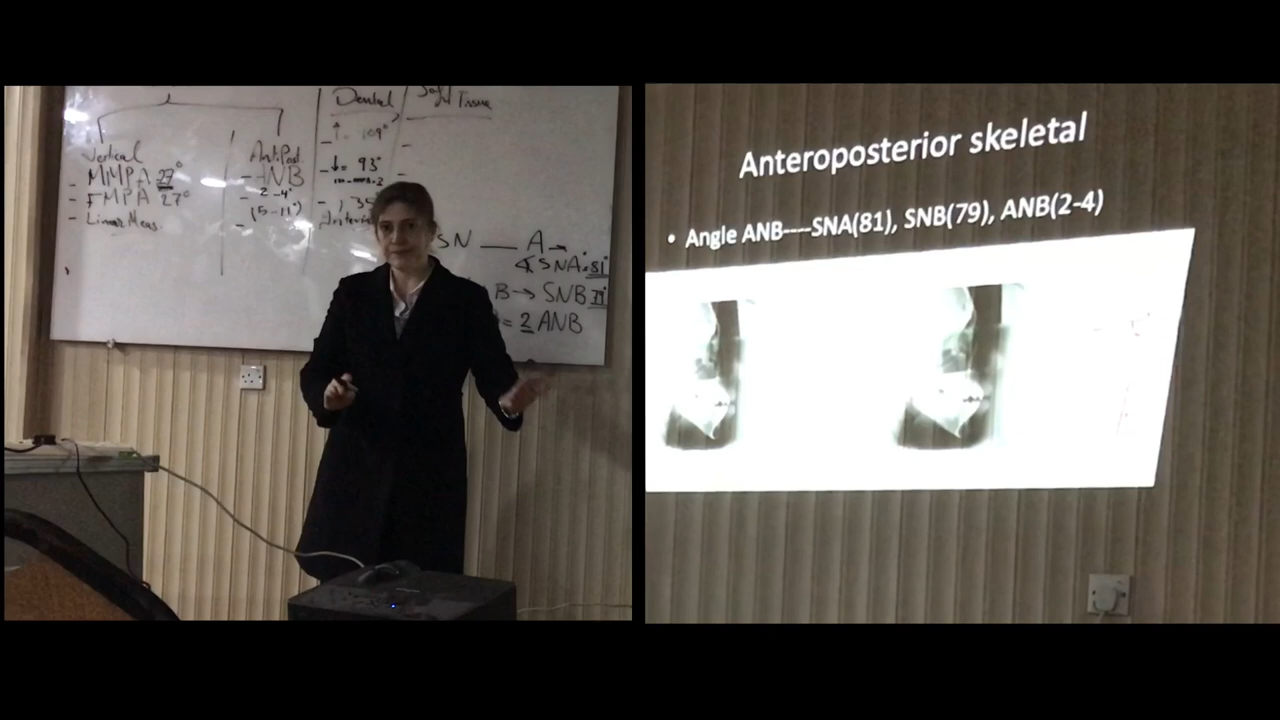 Vertical
- MMPA 27°
- FMPA 27°
- Linear Meas.
Ant. Post.
- ANB
- 2-4°
(5-11°)
-
Dental
- ↑= 109°
- ↓= 93°
- 135
Soft Tissue
-
SN — A →
∢ SNA = 81°
B → SNB 79°
= 2 ANB
Anteroposterior skeletal
• Angle ANB----SNA(81), SNB(79), ANB(2-4)